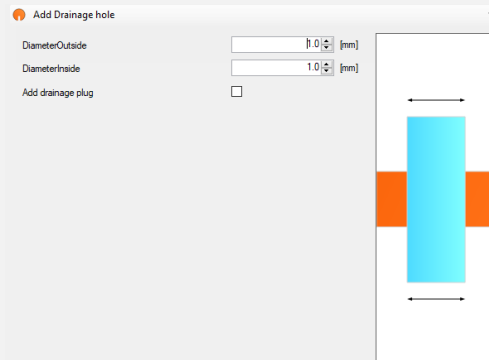 Add Drainage hole
DiameterOutside 1.0 [mm]
DiameterInside 1.0 [mm]
Add drainage plug